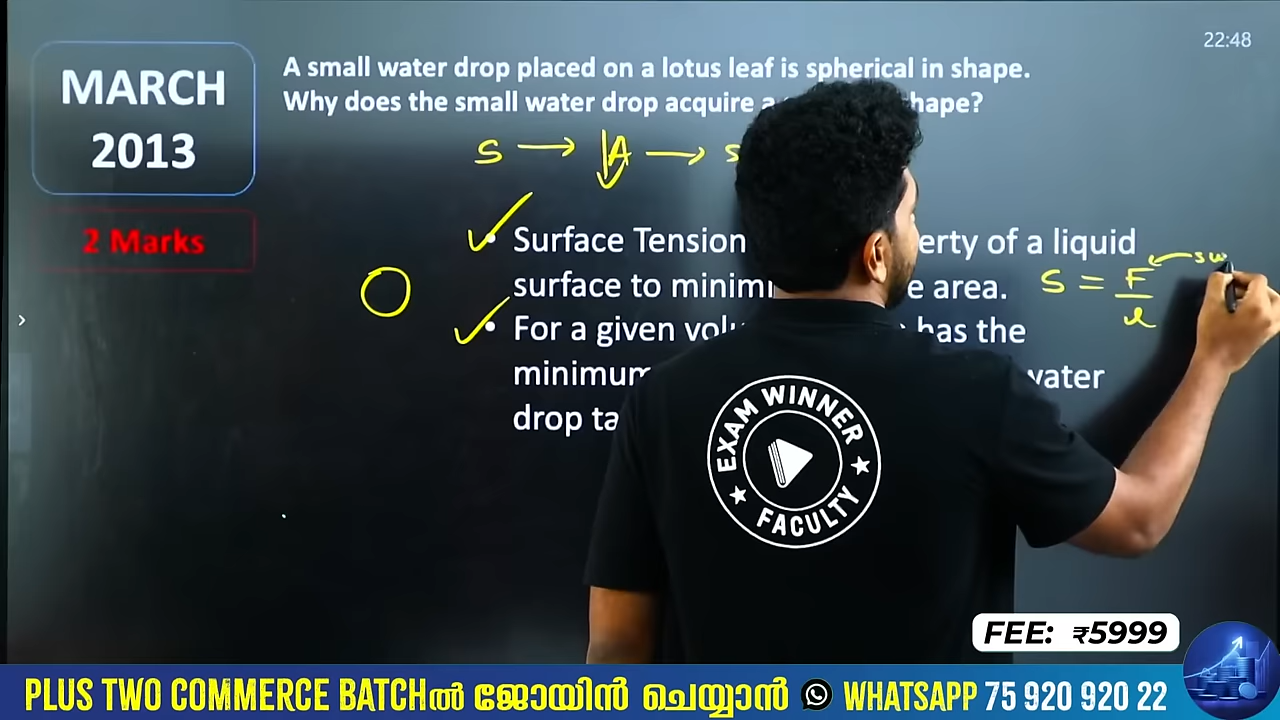 22:48
MARCH
2013
2 Marks
A small water drop placed on a lotus leaf is spherical in shape.
Why does the small water drop acquire a hape?
S → ↓A → s
• Surface Tension erty of a liquid
surface to minim e area.
S = F/l
• For a given volu has the
minimum water
drop ta
EXAM WINNER
FACULTY
FEE: ₹5999
PLUS TWO COMMERCE BATCHൽ ജോയിൻ ചെയ്യാൻ WHATSAPP 75 920 920 22